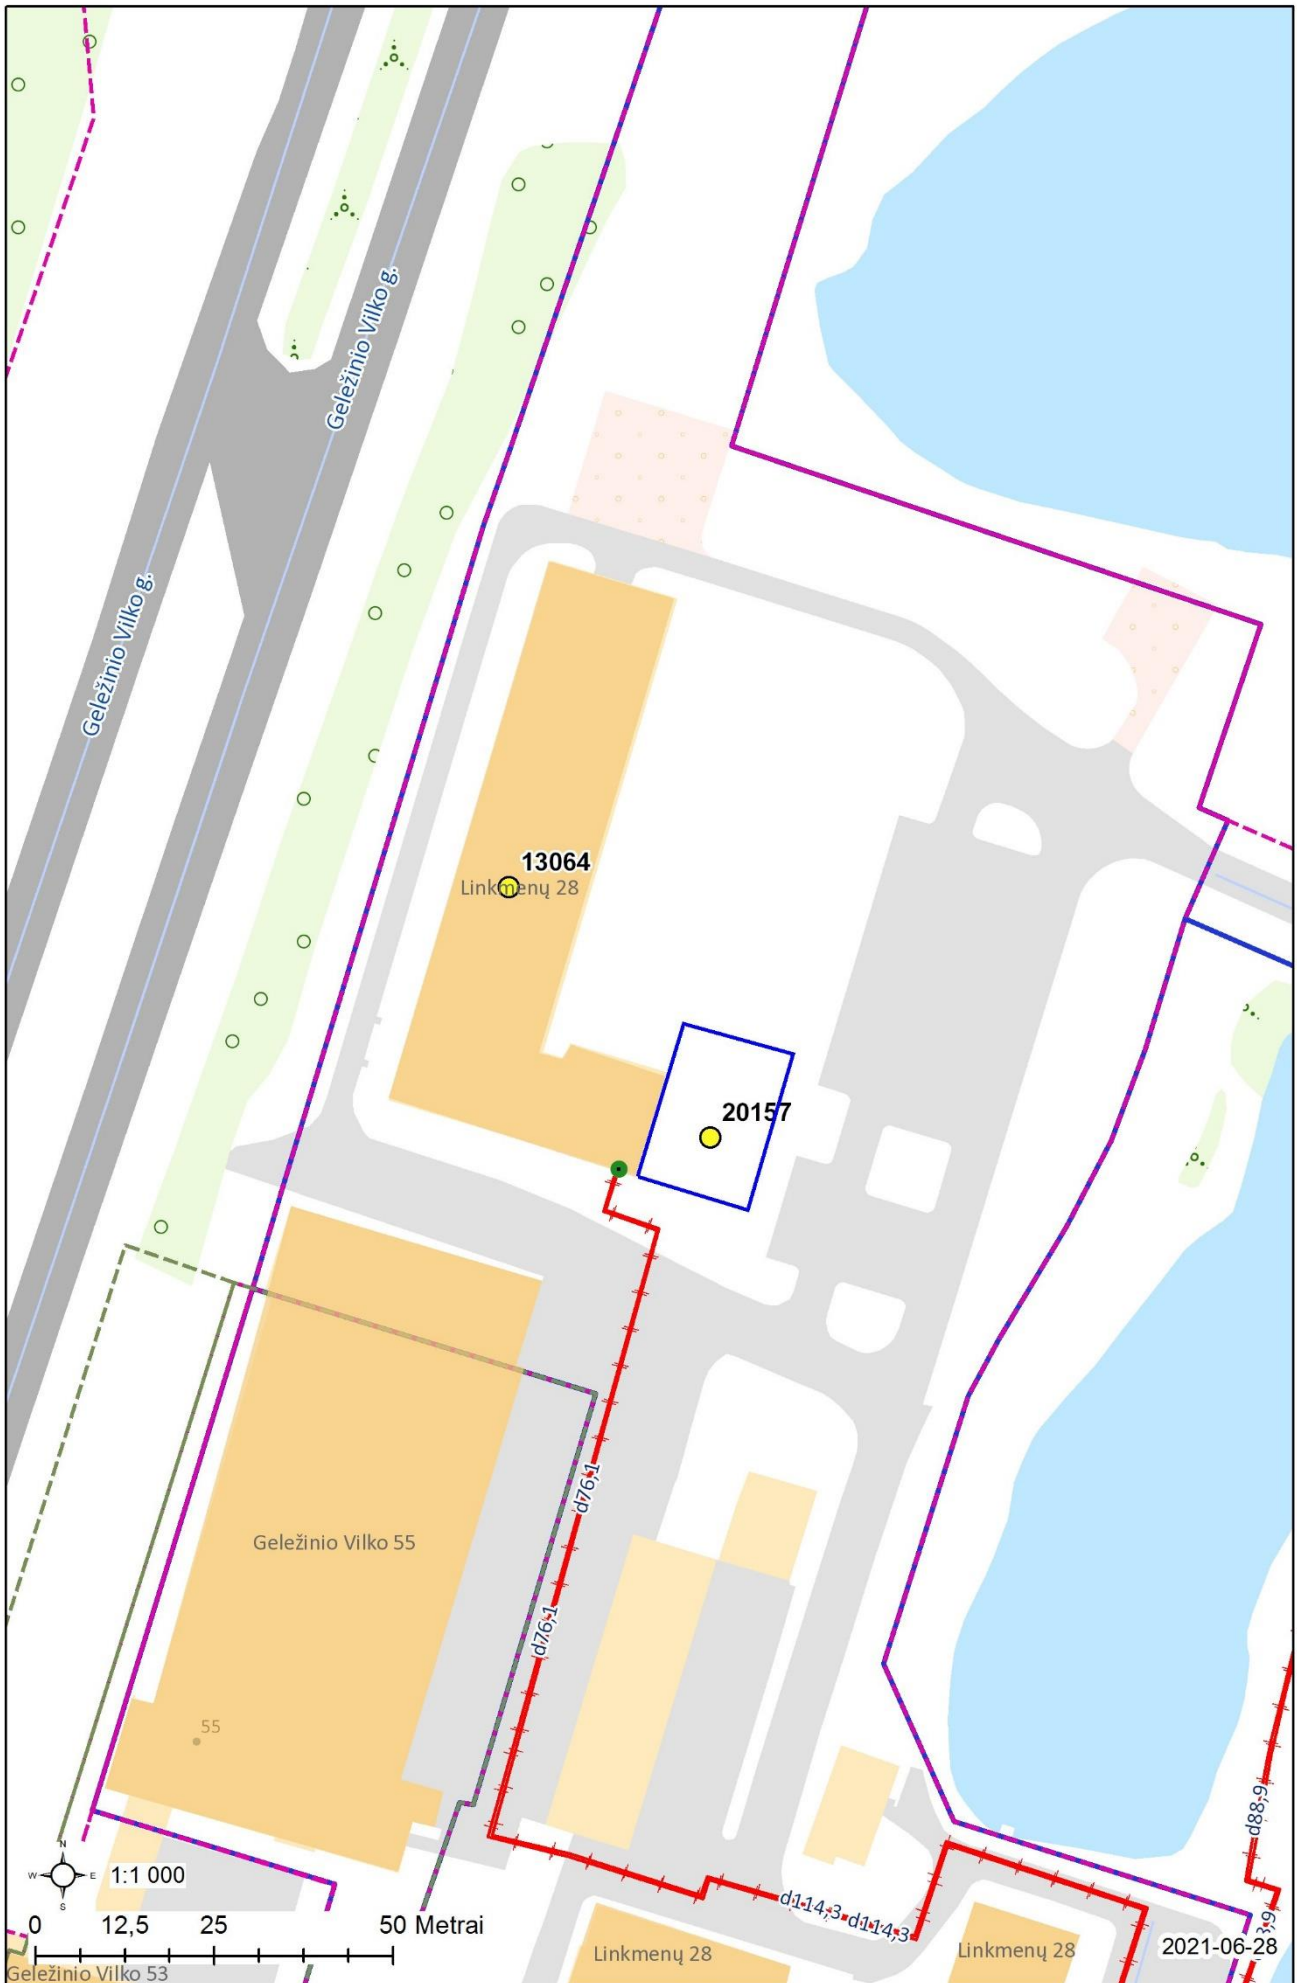 Geležinio Vilko g.
Geležinio Vilko g.
13064
Linkmenų 28
20157
d76,1
Geležinio Vilko 55
d76,1
55
d88,9
N
W E
S
1:1 000
d114,3 d114,3
0 12,5 25 50 Metrai
Linkmenų 28
Linkmenų 28
2021-06-28
Geležinio Vilko 53